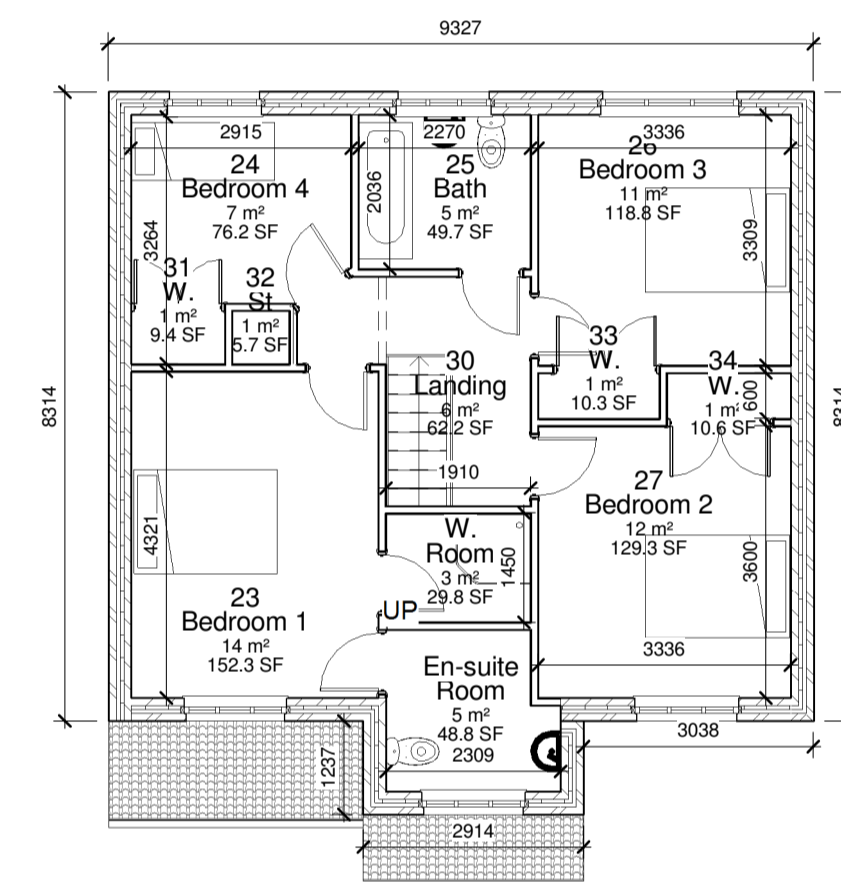 9327
2915
2270
3336
24
Bedroom 4
7 m²
76.2 SF
25
Bath
5 m²
49.7 SF
26
Bedroom 3
11 m²
118.8 SF
2036
3264
3309
31
W.
1 m²
9.4 SF
32
St
1 m²
5.7 SF
30
Landing
6 m²
62.2 SF
33
W.
1 m²
10.3 SF
34
W.
1 m²
10.6 SF
600
8314
8314
1910
4321
W.
Room
3 m²
29.8 SF
1450
UP
27
Bedroom 2
12 m²
129.3 SF
3600
3336
23
Bedroom 1
14 m²
152.3 SF
En-suite
Room
5 m²
48.8 SF
2309
3038
1237
2914